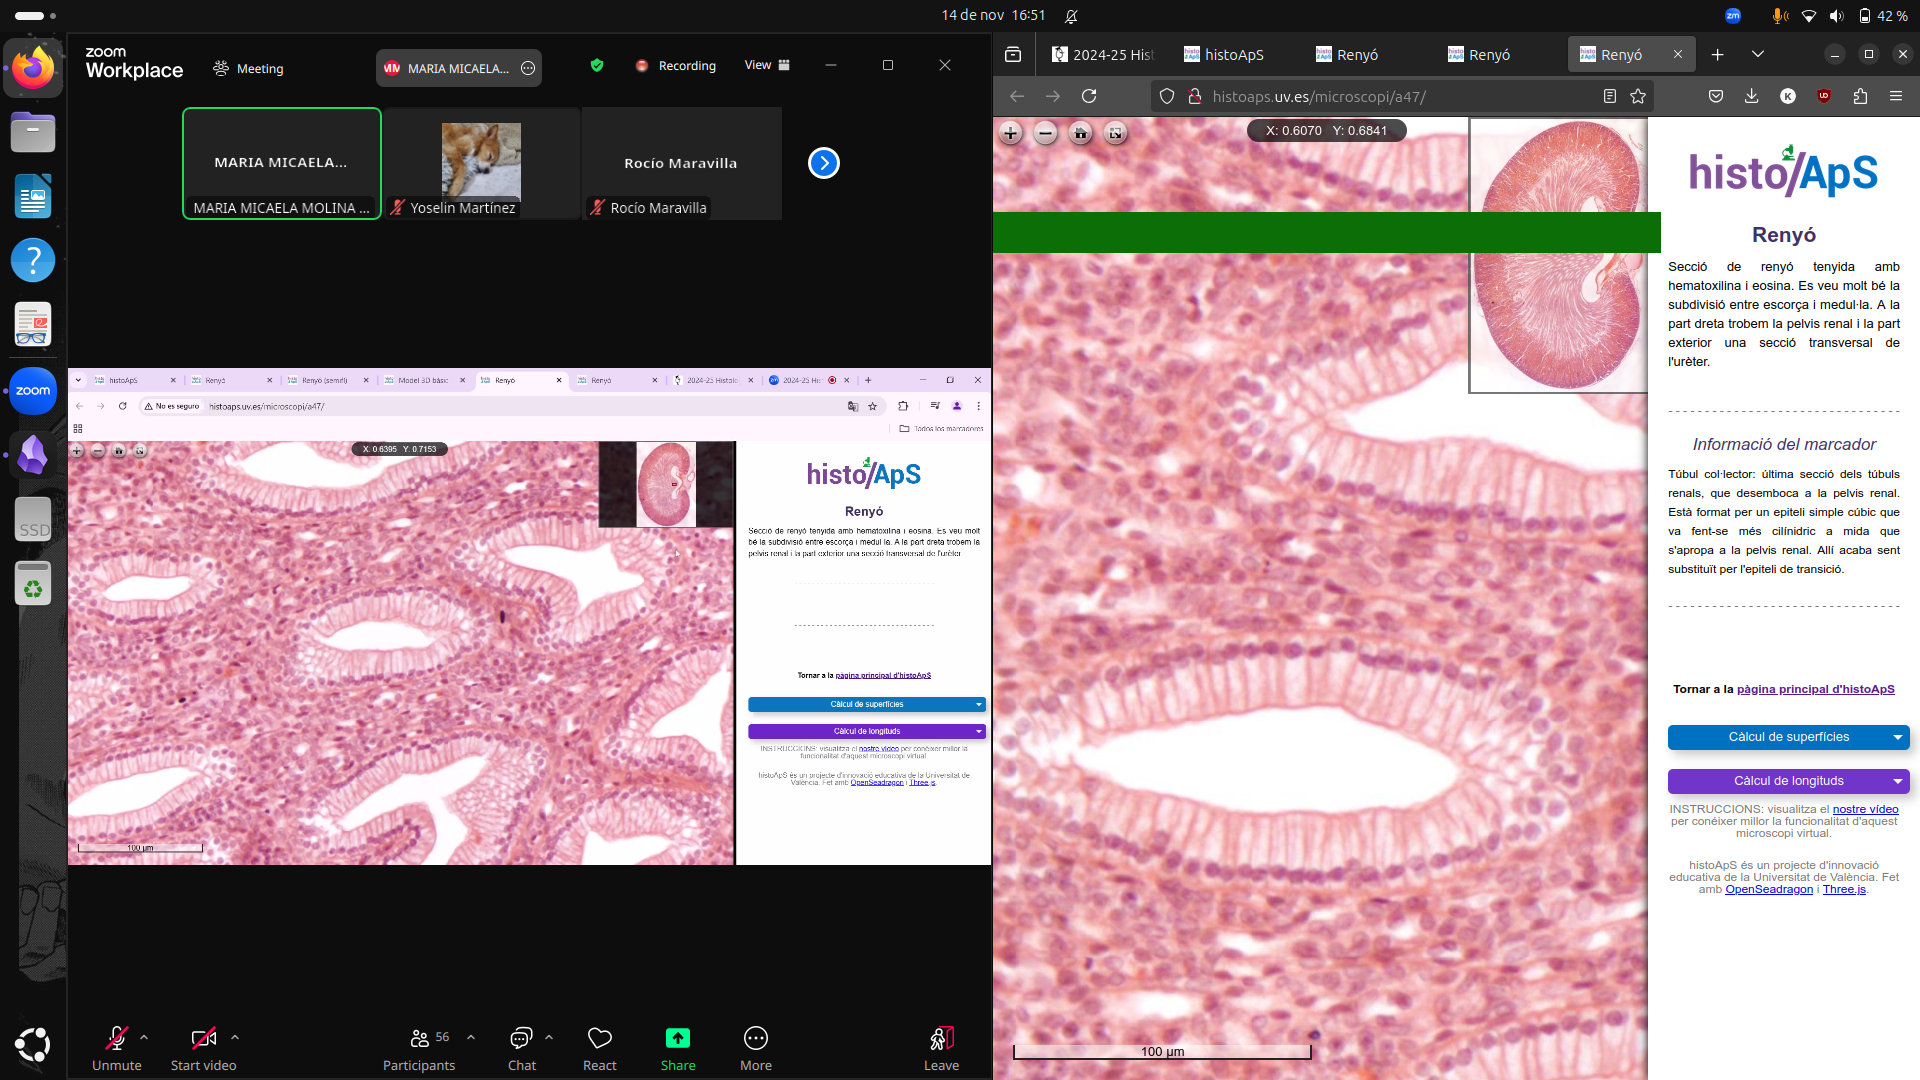 14 de nov 16:51
zm
42 %
zoom
Workplace
Meeting
MM MARIA MICAELA...
Recording
View
MARIA MICAELA...
MARIA MICAELA MOLINA ...
Yoselin Martínez
Rocío Maravilla
Rocío Maravilla
zoom
SSD
histoApS
Renyó
Renyó (semifi)
Model 3D bàsic
Renyó
Renyó
2024-25 Histolo
2024-25 His
No es seguro
histoaps.uv.es/microscopi/a47/
Todos los marcadores
X: 0.6395 Y: 0.7153
histo/ApS
Renyó
Secció de renyó tenyida amb hematoxilina i eosina. Es veu molt
bé la subdivisió entre escorça i medul·la. A la part dreta trobem la
pelvis renal i la part exterior una secció transversal de l'urèter.
Tornar a la pàgina principal d'histoApS
Càlcul de superfícies
Càlcul de longituds
INSTRUCCIONS: visualitza el nostre vídeo per conéixer millor la
funcionalitat d'aquest microscopi virtual.
histoApS és un projecte d'innovació educativa de la Universitat de
València. Fet amb OpenSeadragon i Three.js.
100 µm
Unmute
Start video
56
Participants
Chat
React
Share
More
Leave
2024-25 Hist
histoApS
Renyó
Renyó
Renyó
histoaps.uv.es/microscopi/a47/
K
X: 0.6070 Y: 0.6841
histo/ApS
Renyó
Secció de renyó tenyida amb
hematoxilina i eosina. Es veu molt bé la
subdivisió entre escorça i medul·la. A la
part dreta trobem la pelvis renal i la part
exterior una secció transversal de
l'urèter.
Informació del marcador
Túbul col·lector: última secció dels túbuls
renals, que desemboca a la pelvis renal.
Està format per un epiteli simple cúbic que
va fent-se més cilínidric a mida que
s'apropa a la pelvis renal. Allí acaba sent
substituït per l'epiteli de transició.
Tornar a la pàgina principal d'histoApS
Càlcul de superfícies
Càlcul de longituds
INSTRUCCIONS: visualitza el nostre vídeo
per conéixer millor la funcionalitat d'aquest
microscopi virtual.
histoApS és un projecte d'innovació
educativa de la Universitat de València. Fet
amb OpenSeadragon i Three.js.
100 µm